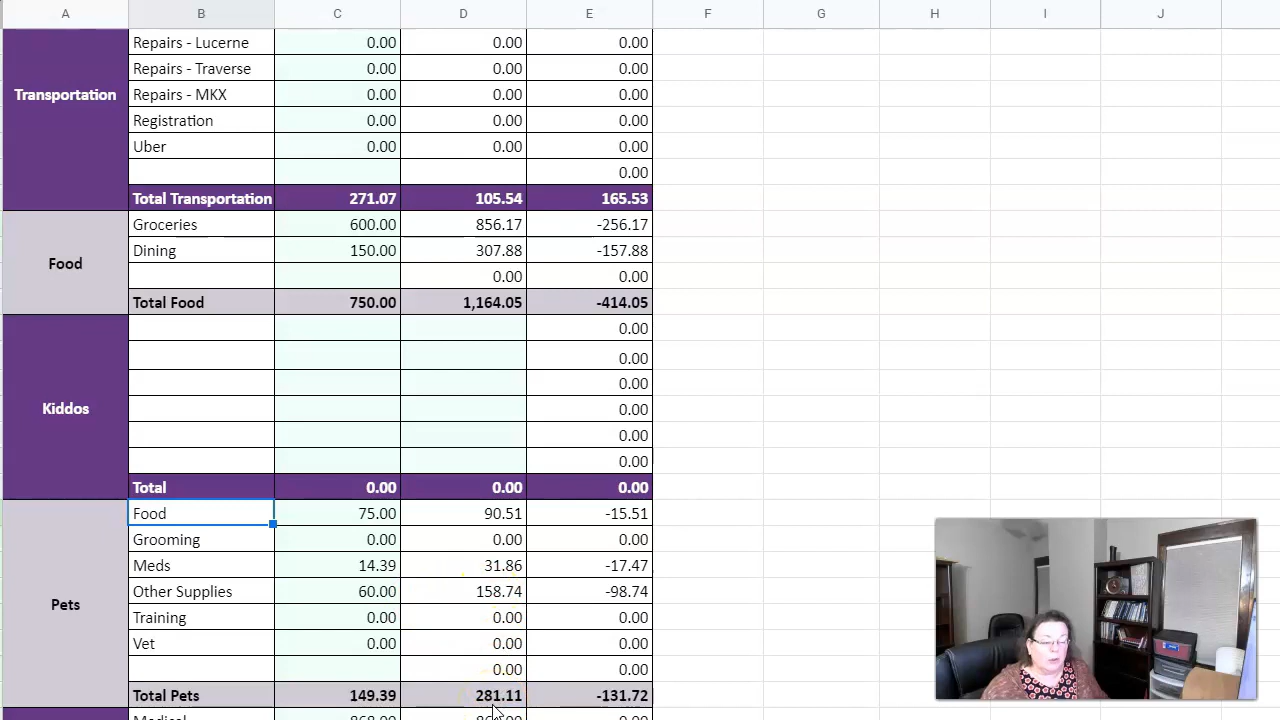 A B C D E F G H I J
Repairs - Lucerne 0.00 0.00 0.00
Repairs - Traverse 0.00 0.00 0.00
Transportation Repairs - MKX 0.00 0.00 0.00
Registration 0.00 0.00 0.00
Uber 0.00 0.00 0.00
0.00
Total Transportation 271.07 105.54 165.53
Groceries 600.00 856.17 -256.17
Dining 150.00 307.88 -157.88
Food
0.00 0.00
Total Food 750.00 1,164.05 -414.05
0.00
0.00
0.00
Kiddos 0.00
0.00
0.00
Total 0.00 0.00 0.00
Food 75.00 90.51 -15.51
Grooming 0.00 0.00 0.00
Meds 14.39 31.86 -17.47
Other Supplies 60.00 158.74 -98.74
Pets
Training 0.00 0.00 0.00
Vet 0.00 0.00 0.00
0.00 0.00
Total Pets 149.39 281.11 -131.72
Medical